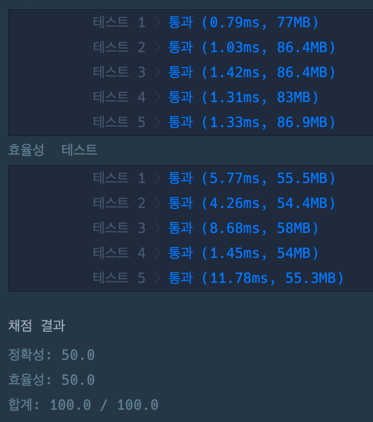 테스트 1 〉 통과 (0.79ms, 77MB)
테스트 2 〉 통과 (1.03ms, 86.4MB)
테스트 3 〉 통과 (1.42ms, 86.4MB)
테스트 4 〉 통과 (1.31ms, 83MB)
테스트 5 〉 통과 (1.33ms, 86.9MB)
효율성 테스트
테스트 1 〉 통과 (5.77ms, 55.5MB)
테스트 2 〉 통과 (4.26ms, 54.4MB)
테스트 3 〉 통과 (8.68ms, 58MB)
테스트 4 〉 통과 (1.45ms, 54MB)
테스트 5 〉 통과 (11.78ms, 55.3MB)
채점 결과
정확성: 50.0
효율성: 50.0
합계: 100.0 / 100.0